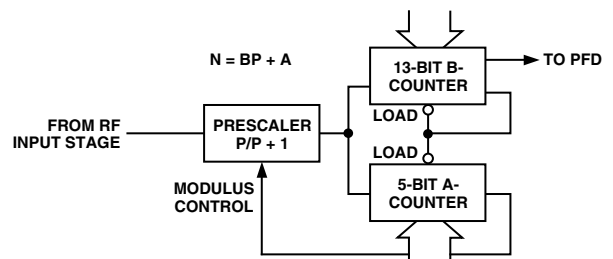 N = BP + A
13-BIT B-
COUNTER
TO PFD
LOAD
FROM RF
INPUT STAGE
PRESCALER
P/P + 1
LOAD
MODULUS
CONTROL
5-BIT A-
COUNTER